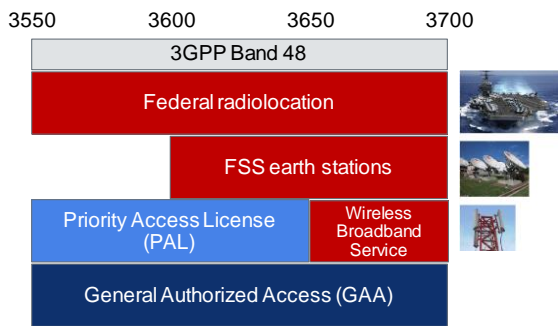 3550 3600 3650 3700
3GPP Band 48
Federal radiolocation
FSS earth stations
Priority Access License
(PAL)
Wireless
Broadband
Service
General Authorized Access (GAA)